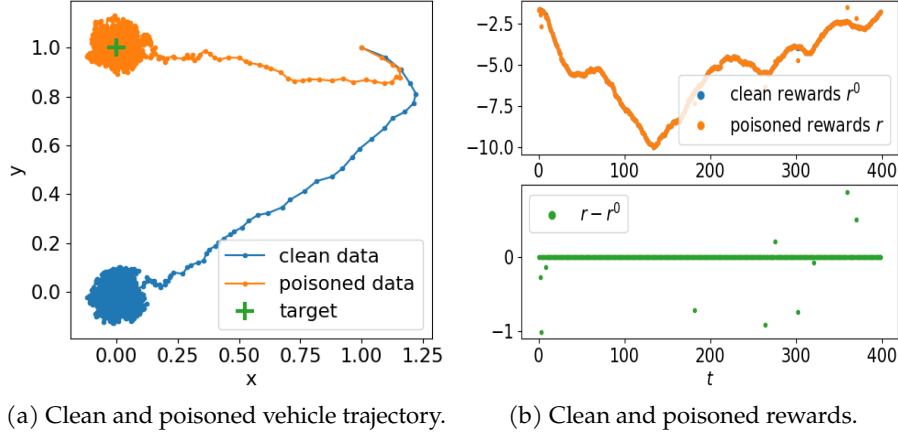 1.0
0.8
0.6
0.4
0.2
0.0
y
clean data
poisoned data
target
0.00 0.25 0.50 0.75 1.00 1.25
x
(a) Clean and poisoned vehicle trajectory.
−2.5
−5.0
−7.5
−10.0
clean rewards r⁰
poisoned rewards r
0 100 200 300 400
r − r⁰
0
−1
0 100 200 300 400
t
(b) Clean and poisoned rewards.